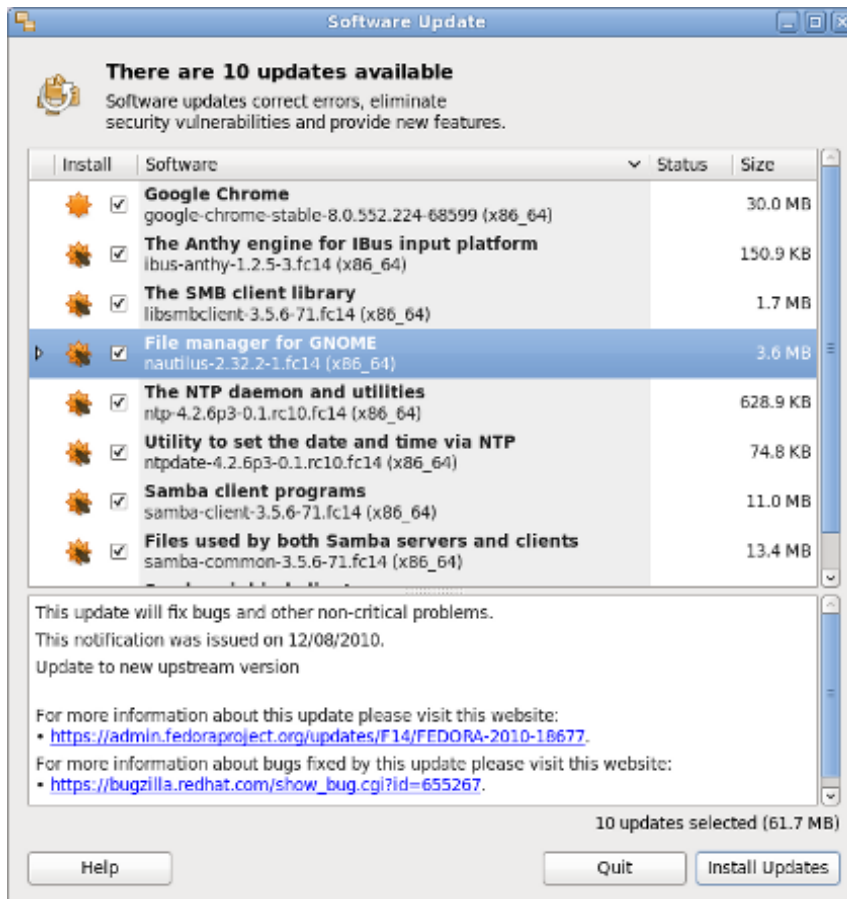 Software Update
There are 10 updates available
Software updates correct errors, eliminate
security vulnerabilities and provide new features.
Install Software Status Size
Google Chrome
google-chrome-stable-8.0.552.224-68599 (x86_64) 30.0 MB
The Anthy engine for IBus input platform
ibus-anthy-1.2.5-3.fc14 (x86_64) 150.9 KB
The SMB client library
libsmbclient-3.5.6-71.fc14 (x86_64) 1.7 MB
File manager for GNOME
nautilus-2.32.2-1.fc14 (x86_64) 3.6 MB
The NTP daemon and utilities
ntp-4.2.6p3-0.1.rc10.fc14 (x86_64) 628.9 KB
Utility to set the date and time via NTP
ntpdate-4.2.6p3-0.1.rc10.fc14 (x86_64) 74.8 KB
Samba client programs
samba-client-3.5.6-71.fc14 (x86_64) 11.0 MB
Files used by both Samba servers and clients
samba-common-3.5.6-71.fc14 (x86_64) 13.4 MB
This update will fix bugs and other non-critical problems.
This notification was issued on 12/08/2010.
Update to new upstream version
For more information about this update please visit this website:
• https://admin.fedoraproject.org/updates/F14/FEDORA-2010-18677.
For more information about bugs fixed by this update please visit this website:
• https://bugzilla.redhat.com/show_bug.cgi?id=655267.
10 updates selected (61.7 MB)
Help Quit Install Updates